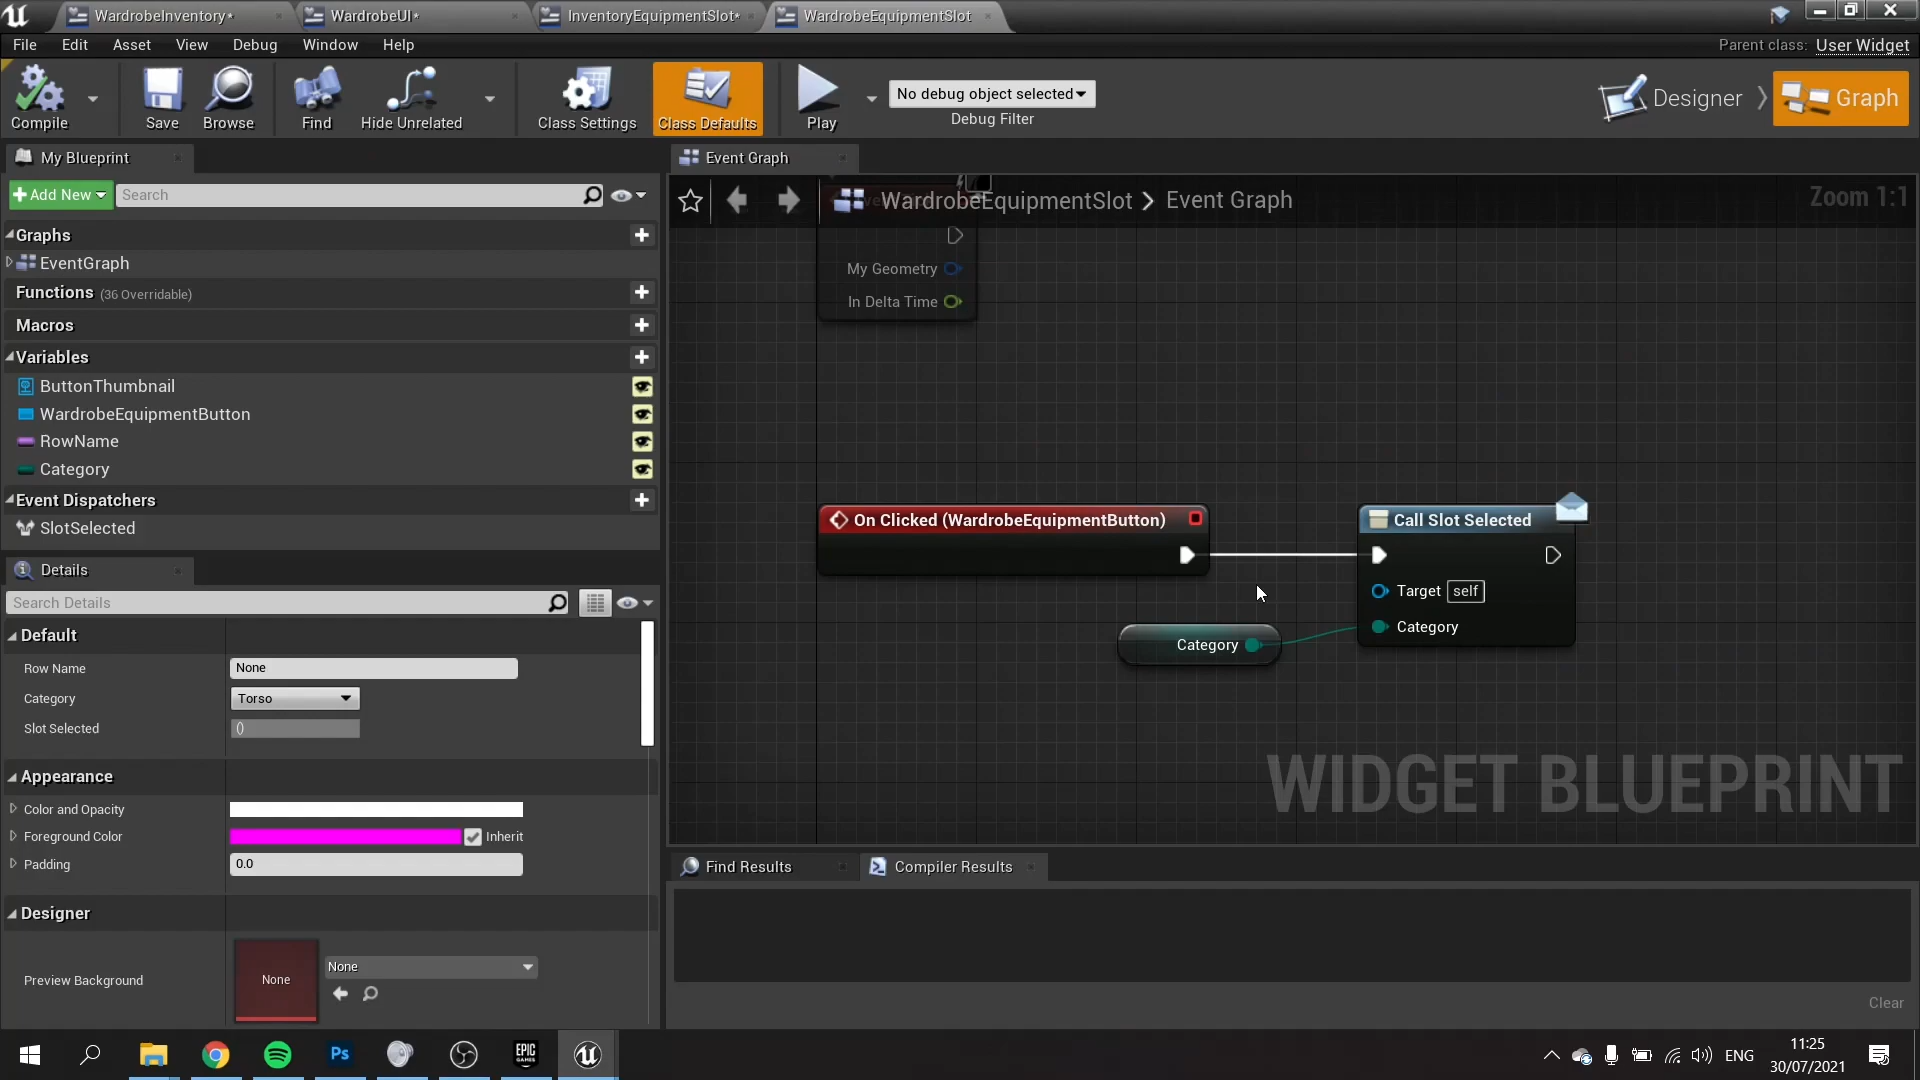 WardrobeInventory*
WardrobeUI*
InventoryEquipmentSlot*
WardrobeEquipmentSlot
File Edit Asset View Debug Window Help
Parent class: User Widget
Compile
Save
Browse
Find
Hide Unrelated
Class Settings
Class Defaults
Play
No debug object selected
Debug Filter
Designer
Graph
My Blueprint
Event Graph
Add New
Search
WardrobeEquipmentSlot > Event Graph
Zoom 1:1
Graphs
EventGraph
Functions (36 Overridable)
Macros
Variables
ButtonThumbnail
WardrobeEquipmentButton
RowName
Category
Event Dispatchers
SlotSelected
My Geometry
In Delta Time
On Clicked (WardrobeEquipmentButton)
Call Slot Selected
Target self
Category
Category
WIDGET BLUEPRINT
Details
Search Details
Default
Row Name None
Category Torso
Slot Selected ()
Appearance
Color and Opacity
Foreground Color Inherit
Padding 0.0
Designer
Preview Background None None
Find Results
Compiler Results
Clear
Ps
EPIC GAMES
ENG
11:25
30/07/2021